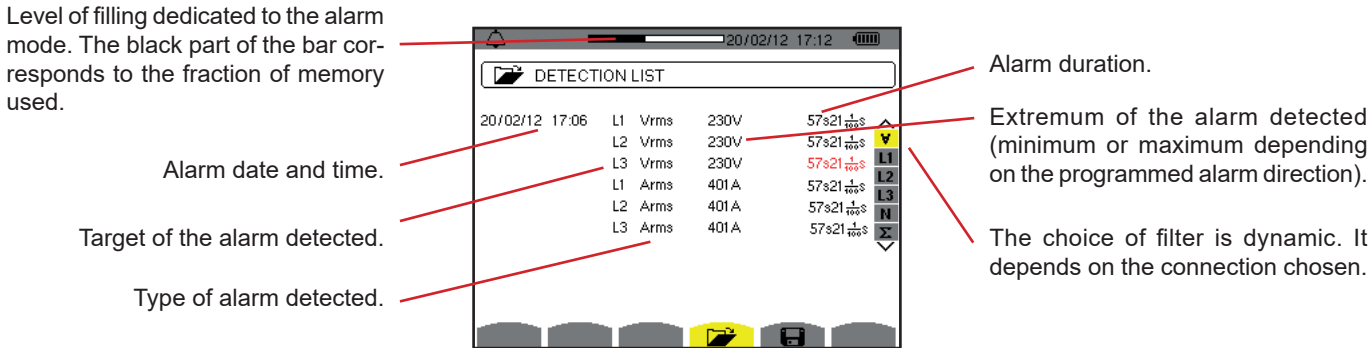 Level of filling dedicated to the alarm
mode. The black part of the bar cor-
responds to the fraction of memory
used.
Alarm date and time.
Target of the alarm detected.
Type of alarm detected.
20/02/12 17:12
DETECTION LIST
20/02/12 17:06 L1 Vrms 230V 57s21 1/100 s
L2 Vrms 230V 57s21 1/100 s
L3 Vrms 230V 57s21 1/100 s
L1 Arms 401A 57s21 1/100 s
L2 Arms 401A 57s21 1/100 s
L3 Arms 401A 57s21 1/100 s
∀
L1
L2
L3
N
Σ
Alarm duration.
Extremum of the alarm detected
(minimum or maximum depending
on the programmed alarm direction).
The choice of filter is dynamic. It
depends on the connection chosen.